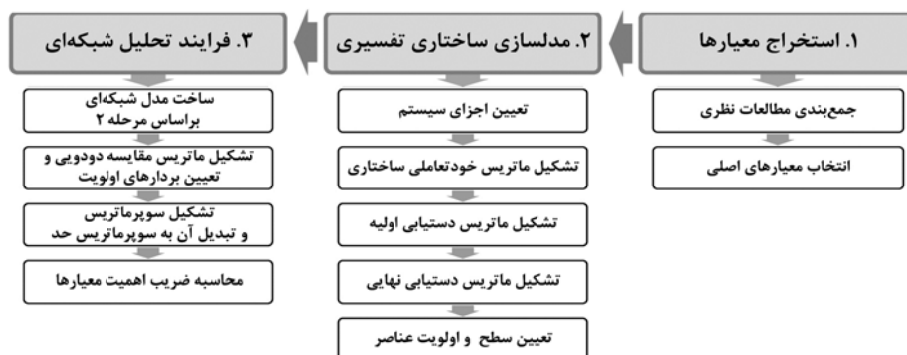 ۱. استخراج معیارها
جمع‌بندی مطالعات نظری
انتخاب معیارهای اصلی
۲. مدلسازی ساختاری تفسیری
تعیین اجزای سیستم
تشکیل ماتریس خودتعاملی ساختاری
تشکیل ماتریس دستیابی اولیه
تشکیل ماتریس دستیابی نهایی
تعیین سطح و اولویت عناصر
۳. فرایند تحلیل شبکه‌ای
ساخت مدل شبکه‌ای
براساس مرحله ۲
تشکیل ماتریس مقایسه دودویی و
تعیین بردارهای اولویت
تشکیل سوپرماتریس
و تبدیل آن به سوپرماتریس حد
محاسبه ضریب اهمیت معیارها